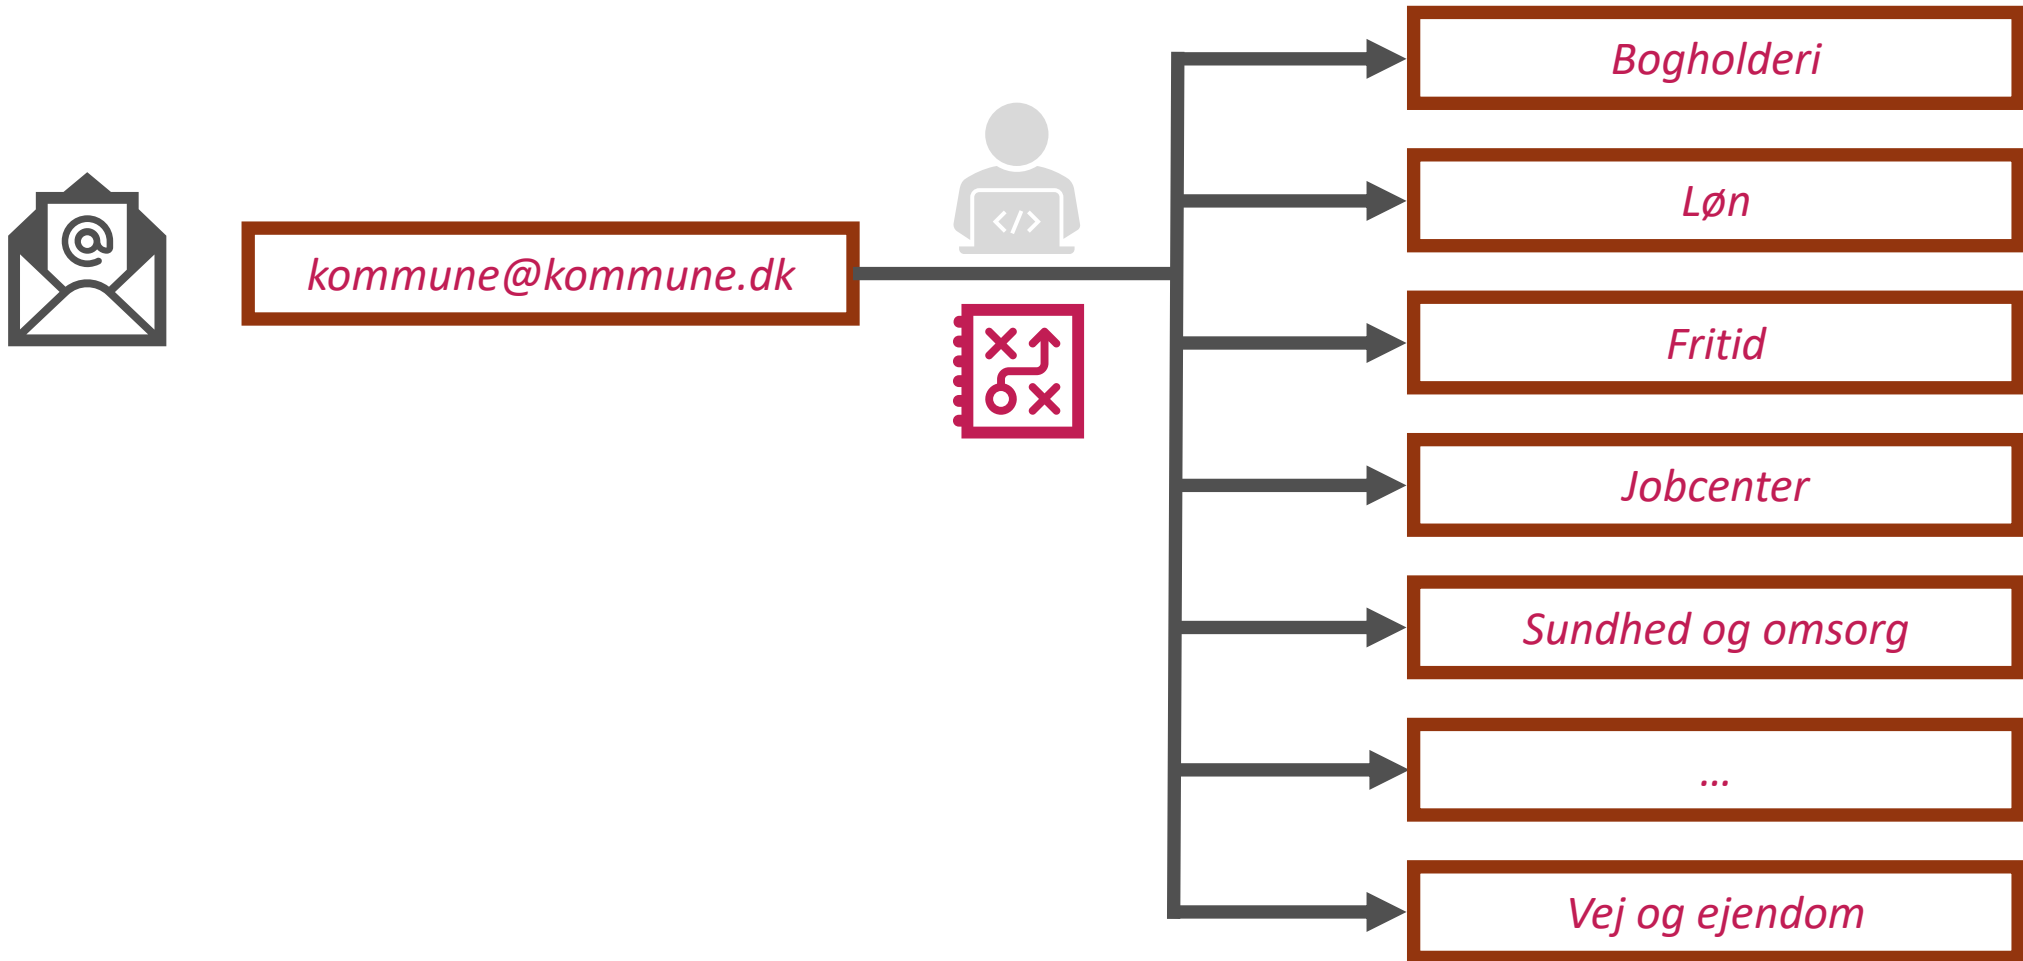 Bogholderi
Løn
kommune@kommune.dk
Fritid
Jobcenter
Sundhed og omsorg
...
Vej og ejendom